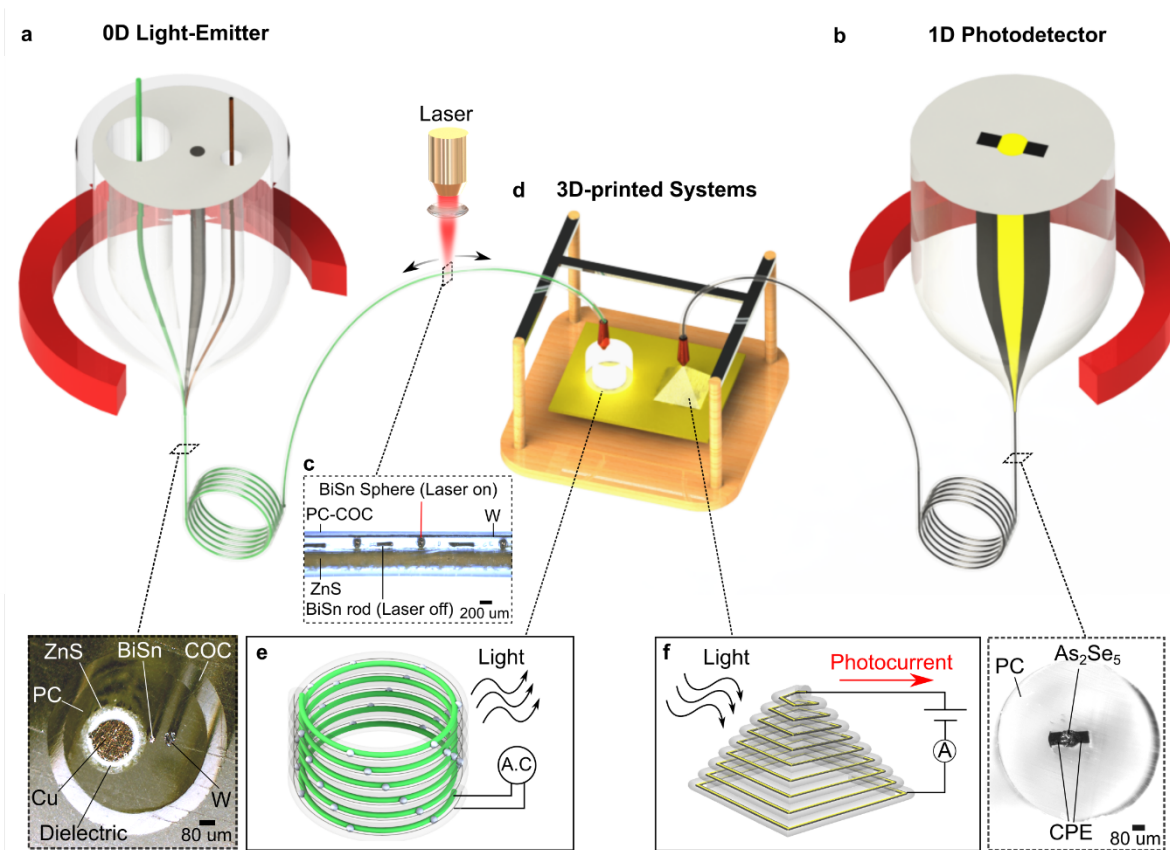 a
0D Light-Emitter
b
1D Photodetector
Laser
d
3D-printed Systems
c
BiSn Sphere (Laser on)
PC-COC
W
ZnS
BiSn rod (Laser off)
200 um
ZnS
BiSn
COC
PC
Cu
W
Dielectric
80 um
e
Light
A.C
f
Light
Photocurrent
A
As₂Se₅
PC
CPE
80 um